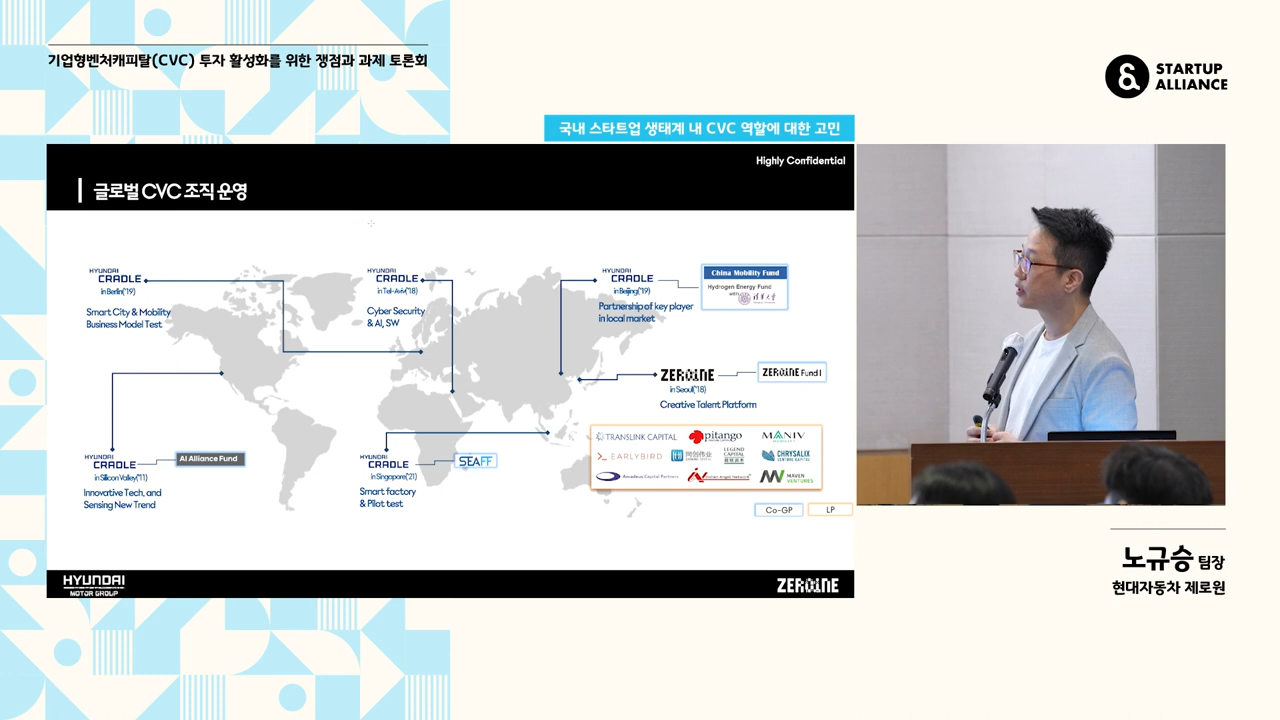 기업형벤처캐피탈(CVC) 투자 활성화를 위한 쟁점과 과제 토론회
STARTUP
ALLIANCE
국내 스타트업 생태계 내 CVC 역할에 대한 고민
Highly Confidential
글로벌 CVC 조직 운영
HYUNDAI
CRADLE
in Berlin('19)
Smart City & Mobility
Business Model Test
HYUNDAI
CRADLE
in Tel-Aviv('18)
Cyber Security
& AI, SW
HYUNDAI
CRADLE
in Beijing('19)
Partnership of key player
in local market
China Mobility Fund
Hydrogen Energy Fund
with
ZER01NE
in Seoul('18)
Creative Talent Platform
ZER01NE Fund I
HYUNDAI
CRADLE
in Silicon Valley('11)
Innovative Tech, and
Sensing New Trend
AI Alliance Fund
HYUNDAI
CRADLE
in Singapore('21)
Smart factory
& Pilot test
SEAFF
TRANSLINK CAPITAL
pitango
MANIV
EARLYBIRD
LEGEND
CAPITAL
CHRYSALIX
VENTURE CAPITAL
Amadeus Capital Partners
Indian Angel Network
MAVEN
VENTURES
Co-GP
LP
HYUNDAI
MOTOR GROUP
ZER01NE
노규승 팀장
현대자동차 제로원